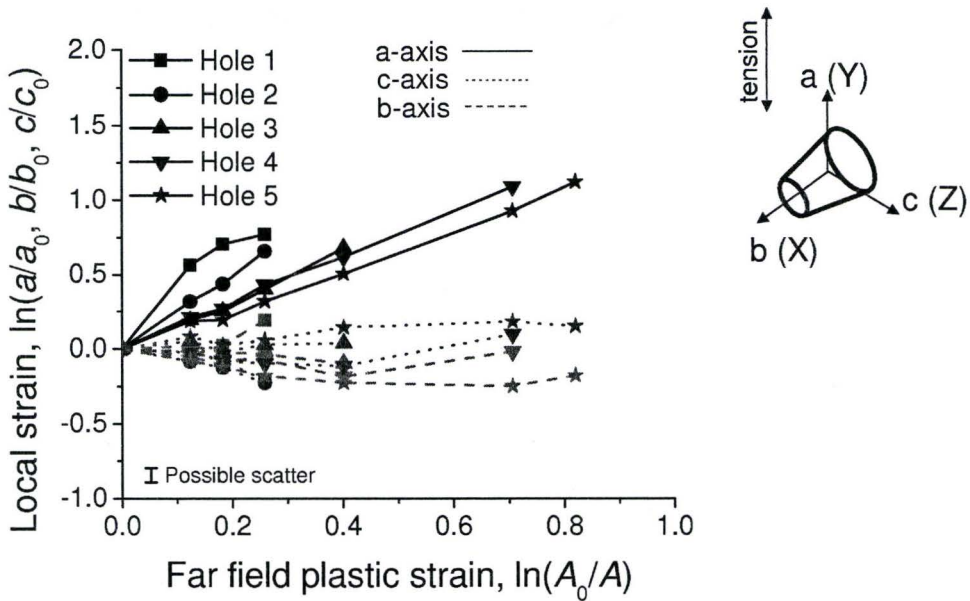 Local strain, ln(a/a₀, b/b₀, c/c₀)
2.0
1.5
1.0
0.5
0.0
-0.5
-1.0
Hole 1
Hole 2
Hole 3
Hole 4
Hole 5
a-axis
c-axis
b-axis
Possible scatter
0.0 0.2 0.4 0.6 0.8 1.0
Far field plastic strain, ln(A₀/A)
tension
a (Y)
c (Z)
b (X)